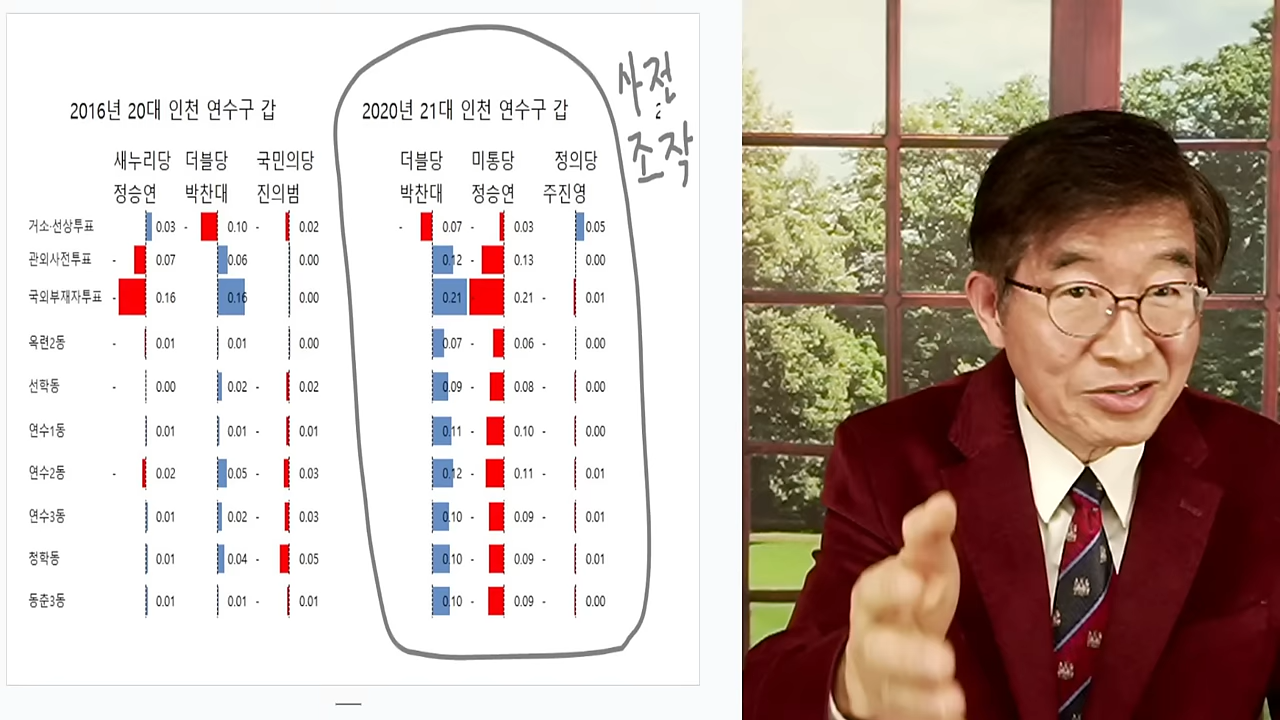 사전
조작
2016년 20대 인천 연수구 갑 2020년 21대 인천 연수구 갑 2
새누리당 더블당 국민의당 더블당 미통당 정의당
정승연 박찬대 진의범 박찬대 정승연 주진영
거소·선상투표 0.03 - 0.10 - 0.02 - 0.07 - 0.03 0.05
관외사전투표 - 0.07 0.06 0.00 0.12 - 0.13 0.00
국외부재자투표 - 0.16 0.16 0.00 0.21 - 0.21 - 0.01
옥련2동 - 0.01 0.01 0.00 0.07 - 0.06 - 0.00
선학동 - 0.00 0.02 - 0.02 0.09 - 0.08 - 0.00
연수1동 0.01 0.01 - 0.01 0.11 - 0.10 - 0.00
연수2동 - 0.02 0.05 - 0.03 0.12 - 0.11 - 0.01
연수3동 0.01 0.02 - 0.03 0.10 - 0.09 - 0.01
청학동 0.01 0.04 - 0.05 0.10 - 0.09 - 0.01
동춘3동 0.01 0.01 - 0.01 0.10 - 0.09 - 0.00